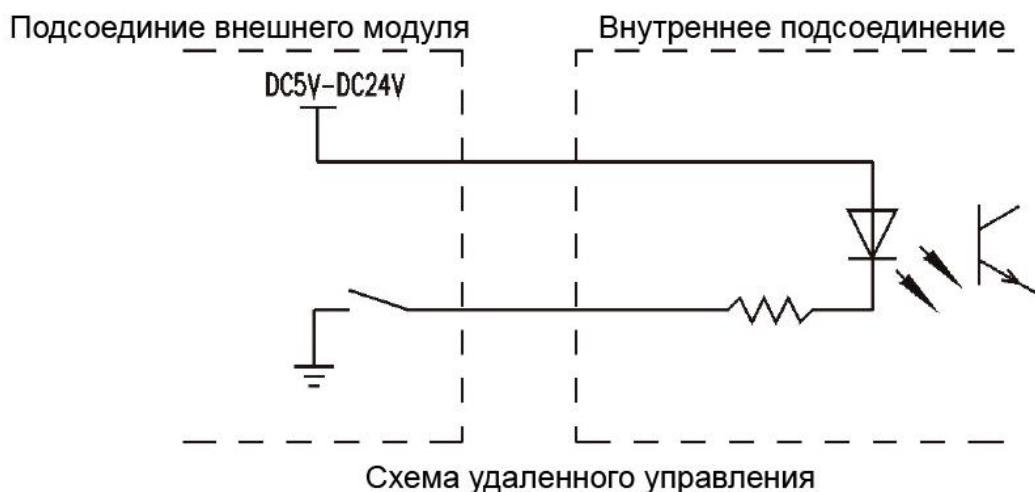 Подсоединие внешнего модуля
Внутреннее подсоединение
DC5V-DC24V
Схема удаленного управления